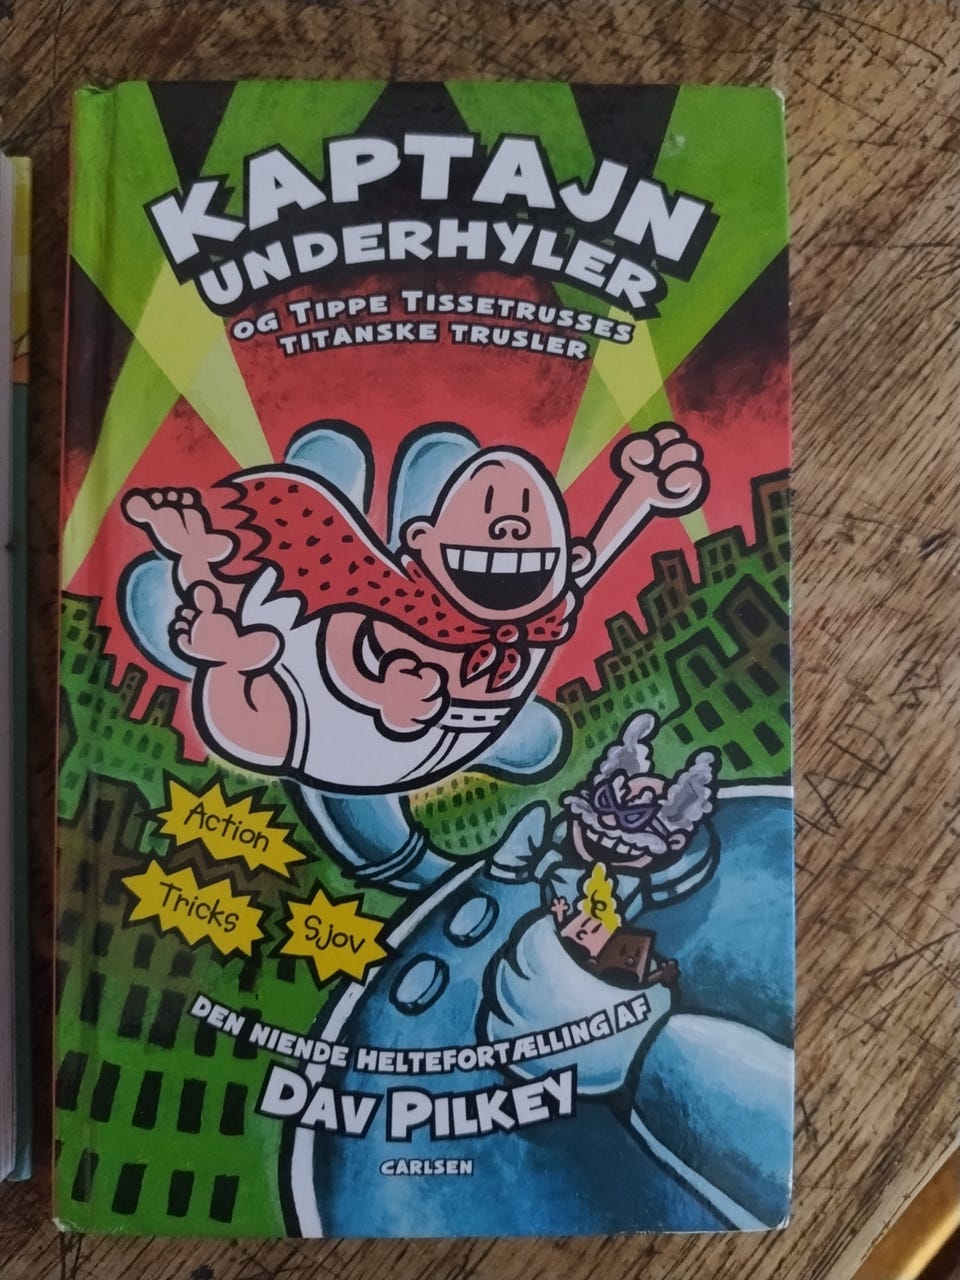 KAPTAJN
UNDERHYLER
OG TIPPE TISSETRUSSES
TITANSKE TRUSLER
Action
Tricks
Sjov
DEN NIENDE HELTEFORTÆLLING AF
DAV PILKEY
CARLSEN